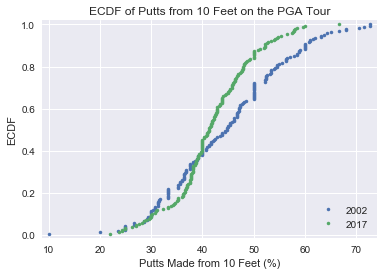 ECDF of Putts from 10 Feet on the PGA Tour
1.0
0.8
0.6
0.4
0.2
0.0
ECDF
10 20 30 40 50 60 70
Putts Made from 10 Feet (%)
2002
2017